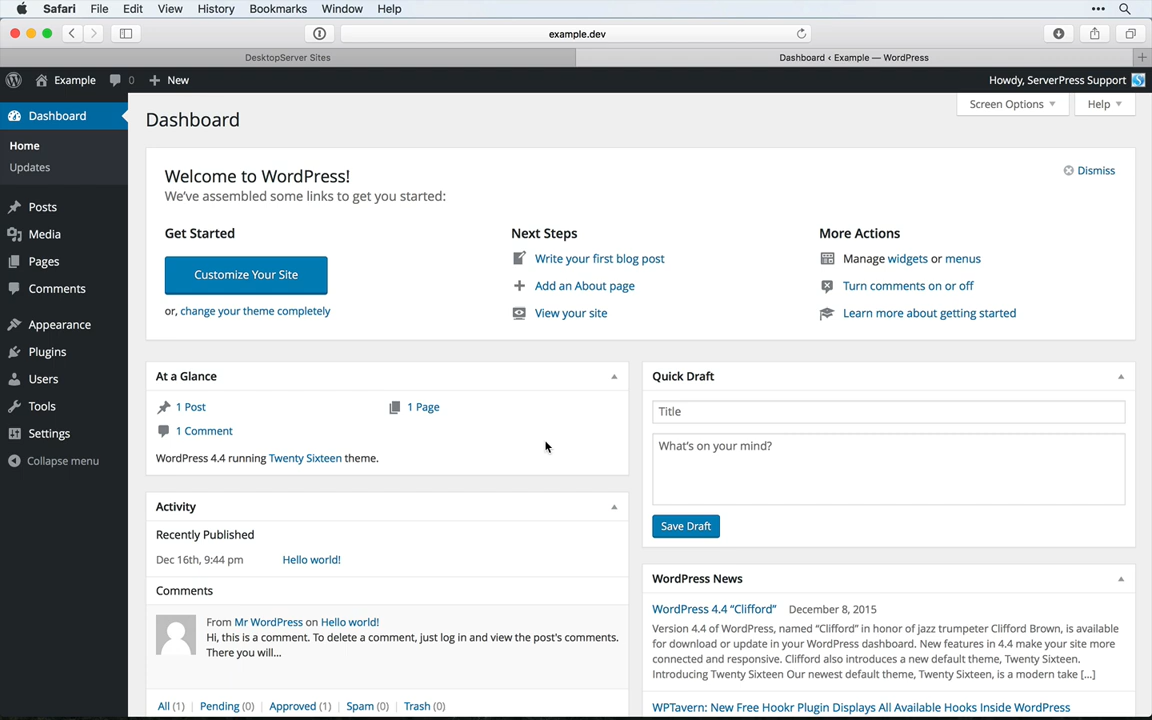 Safari File Edit View History Bookmarks Window Help
example.dev
DesktopServer Sites
Dashboard ‹ Example — WordPress
Example 0 New
Howdy, ServerPress Support
Dashboard
Home
Updates
Posts
Media
Pages
Comments
Appearance
Plugins
Users
Tools
Settings
Collapse menu
Screen Options
Help
Dashboard
Welcome to WordPress!
We've assembled some links to get you started:
Dismiss
Get Started
Customize Your Site
or, change your theme completely
Next Steps
Write your first blog post
Add an About page
View your site
More Actions
Manage widgets or menus
Turn comments on or off
Learn more about getting started
At a Glance
1 Post
1 Page
1 Comment
WordPress 4.4 running Twenty Sixteen theme.
Activity
Recently Published
Dec 16th, 9:44 pm Hello world!
Comments
From Mr WordPress on Hello world!
Hi, this is a comment. To delete a comment, just log in and view the post's comments.
There you will...
All (1) | Pending (0) | Approved (1) | Spam (0) | Trash (0)
Quick Draft
Title
What's on your mind?
Save Draft
WordPress News
WordPress 4.4 “Clifford” December 8, 2015
Version 4.4 of WordPress, named “Clifford” in honor of jazz trumpeter Clifford Brown, is available
for download or update in your WordPress dashboard. New features in 4.4 make your site more
connected and responsive. Clifford also introduces a new default theme, Twenty Sixteen.
Introducing Twenty Sixteen Our newest default theme, Twenty Sixteen, is a modern take [...]
WPTavern: New Free Hookr Plugin Displays All Available Hooks Inside WordPress